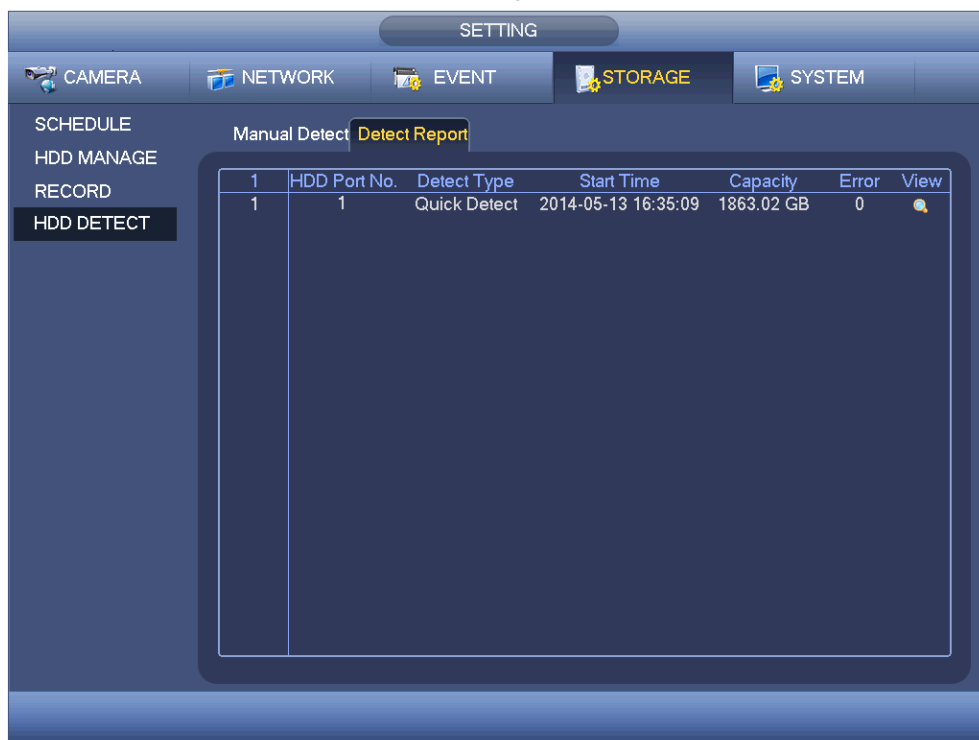 SETTING
CAMERA NETWORK EVENT STORAGE SYSTEM
SCHEDULE
HDD MANAGE
RECORD
HDD DETECT
Manual Detect Detect Report
1 HDD Port No. Detect Type Start Time Capacity Error View
1 1 Quick Detect 2014-05-13 16:35:09 1863.02 GB 0